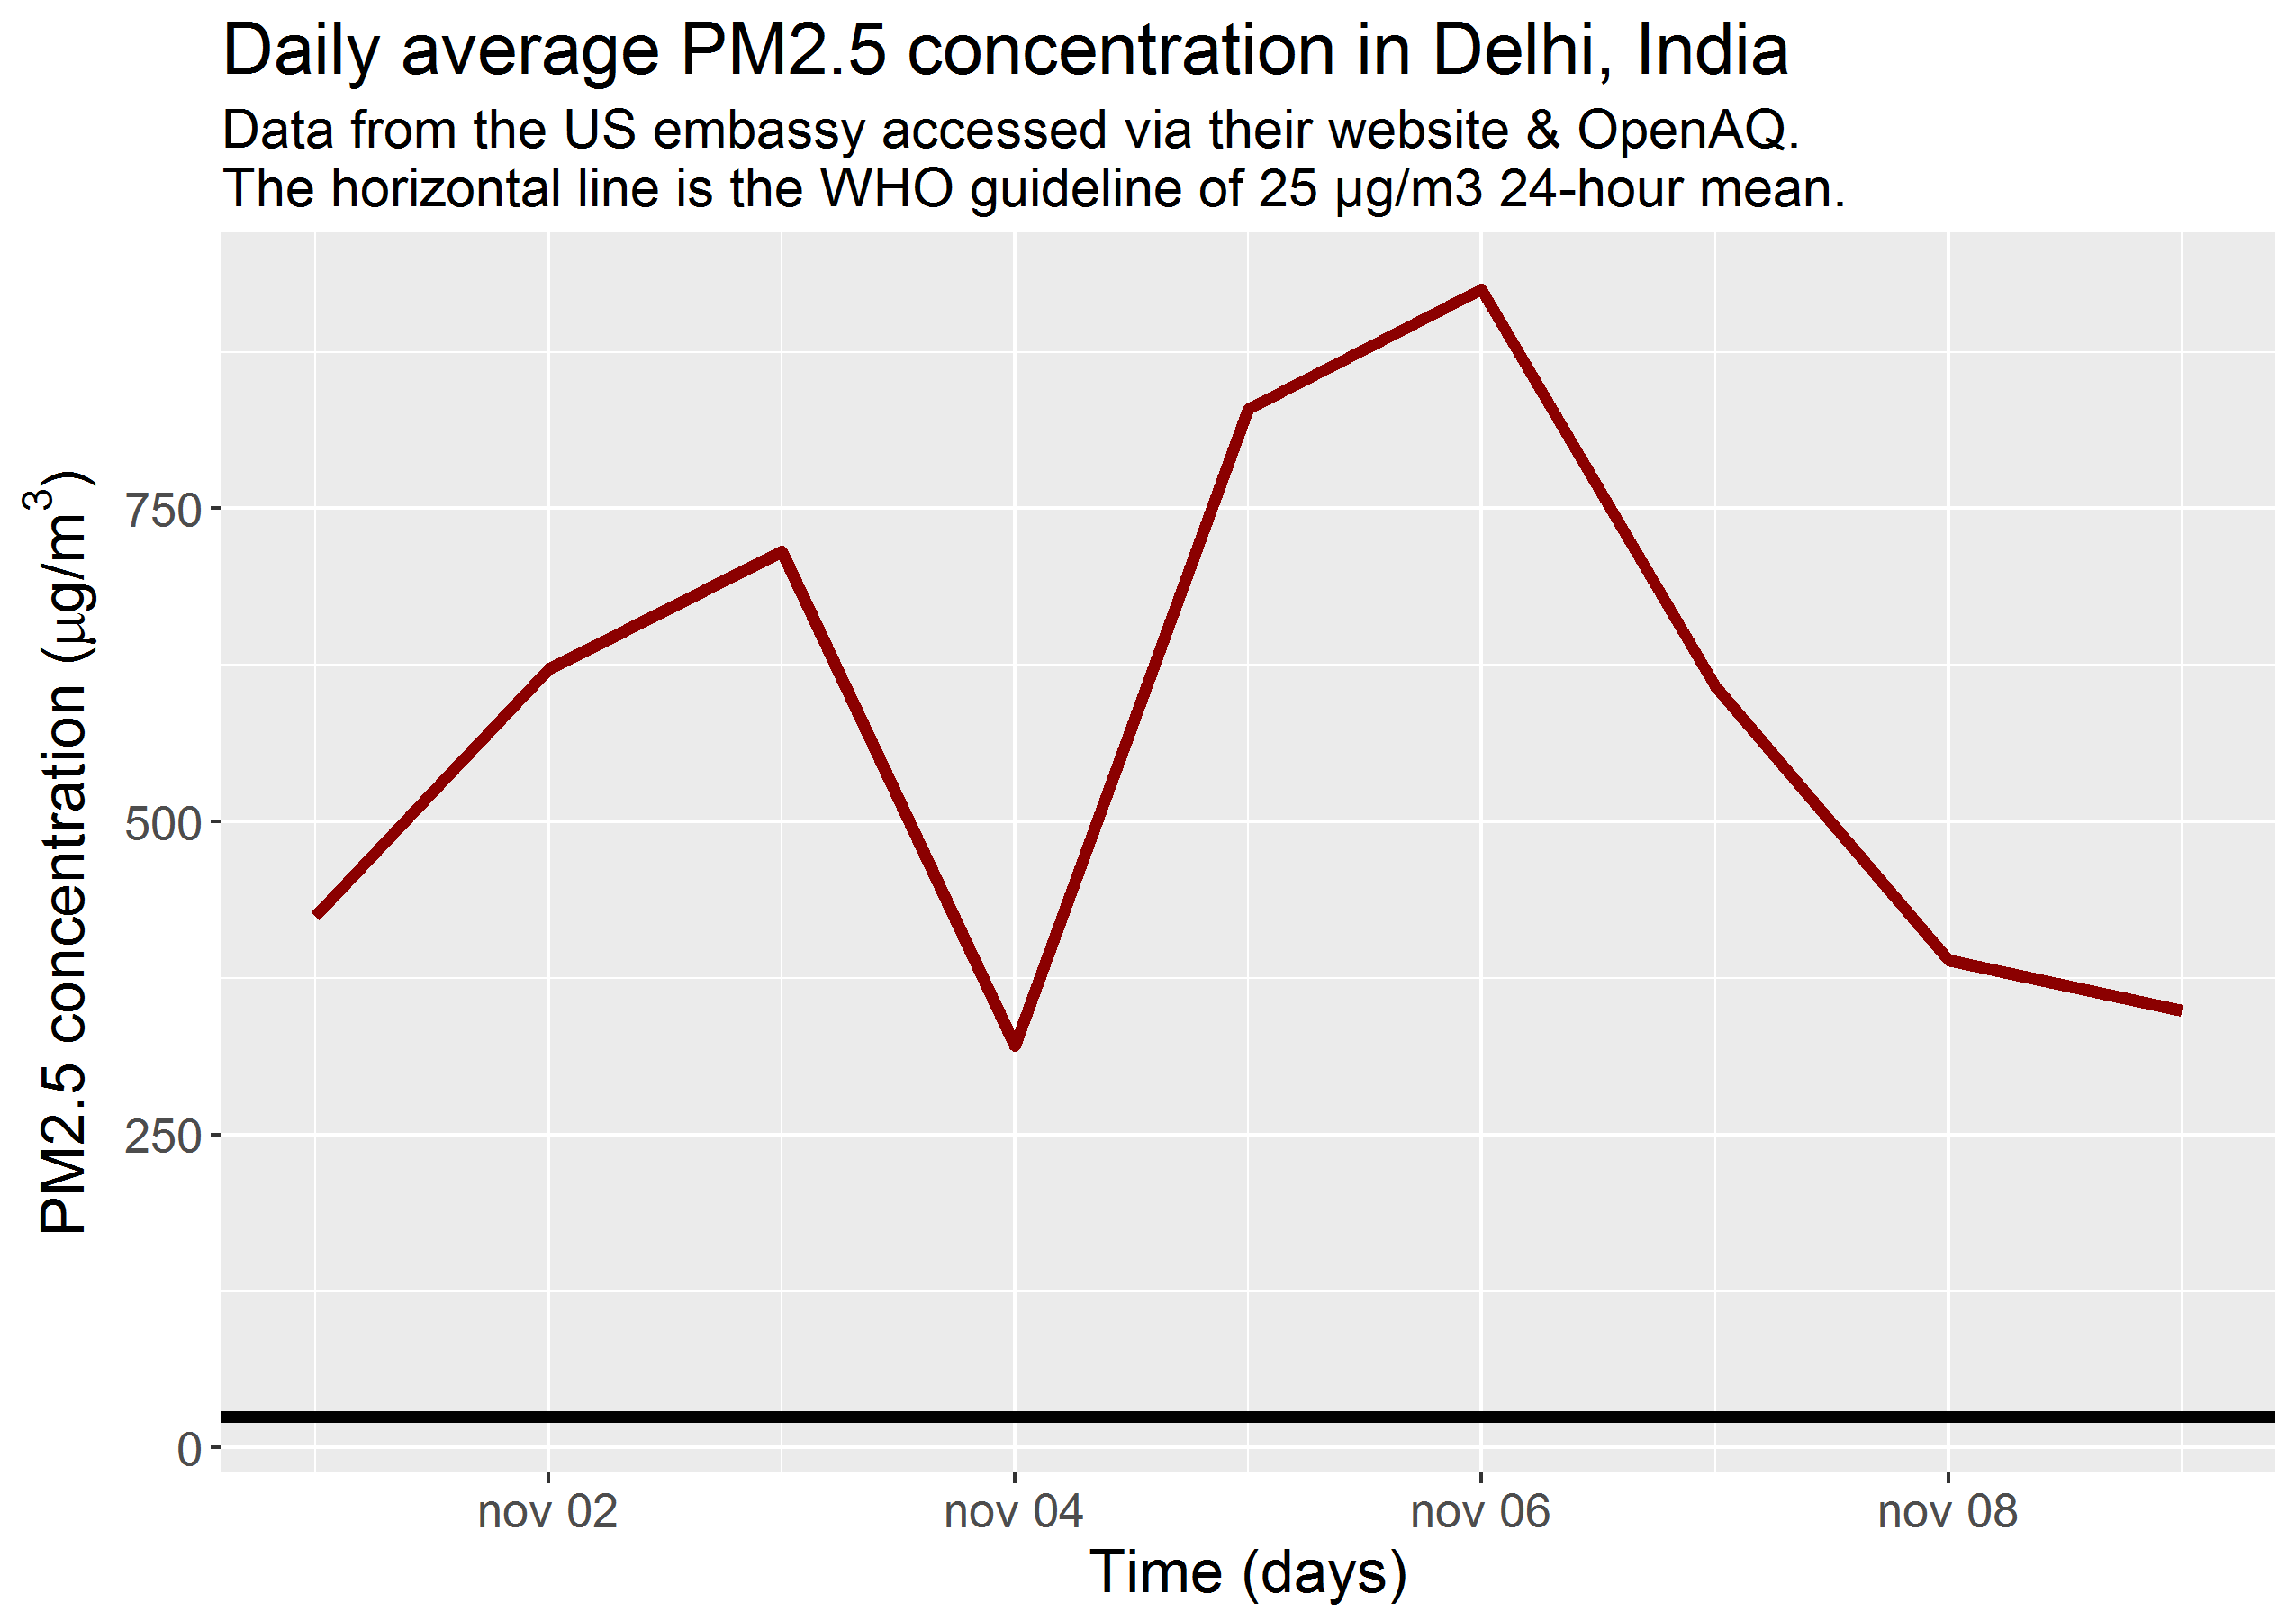 Daily average PM2.5 concentration in Delhi, India
Data from the US embassy accessed via their website & OpenAQ.
The horizontal line is the WHO guideline of 25 µg/m3 24-hour mean.
PM2.5 concentration (µg/m³)
750
500
250
0
nov 02
nov 04
nov 06
nov 08
Time (days)